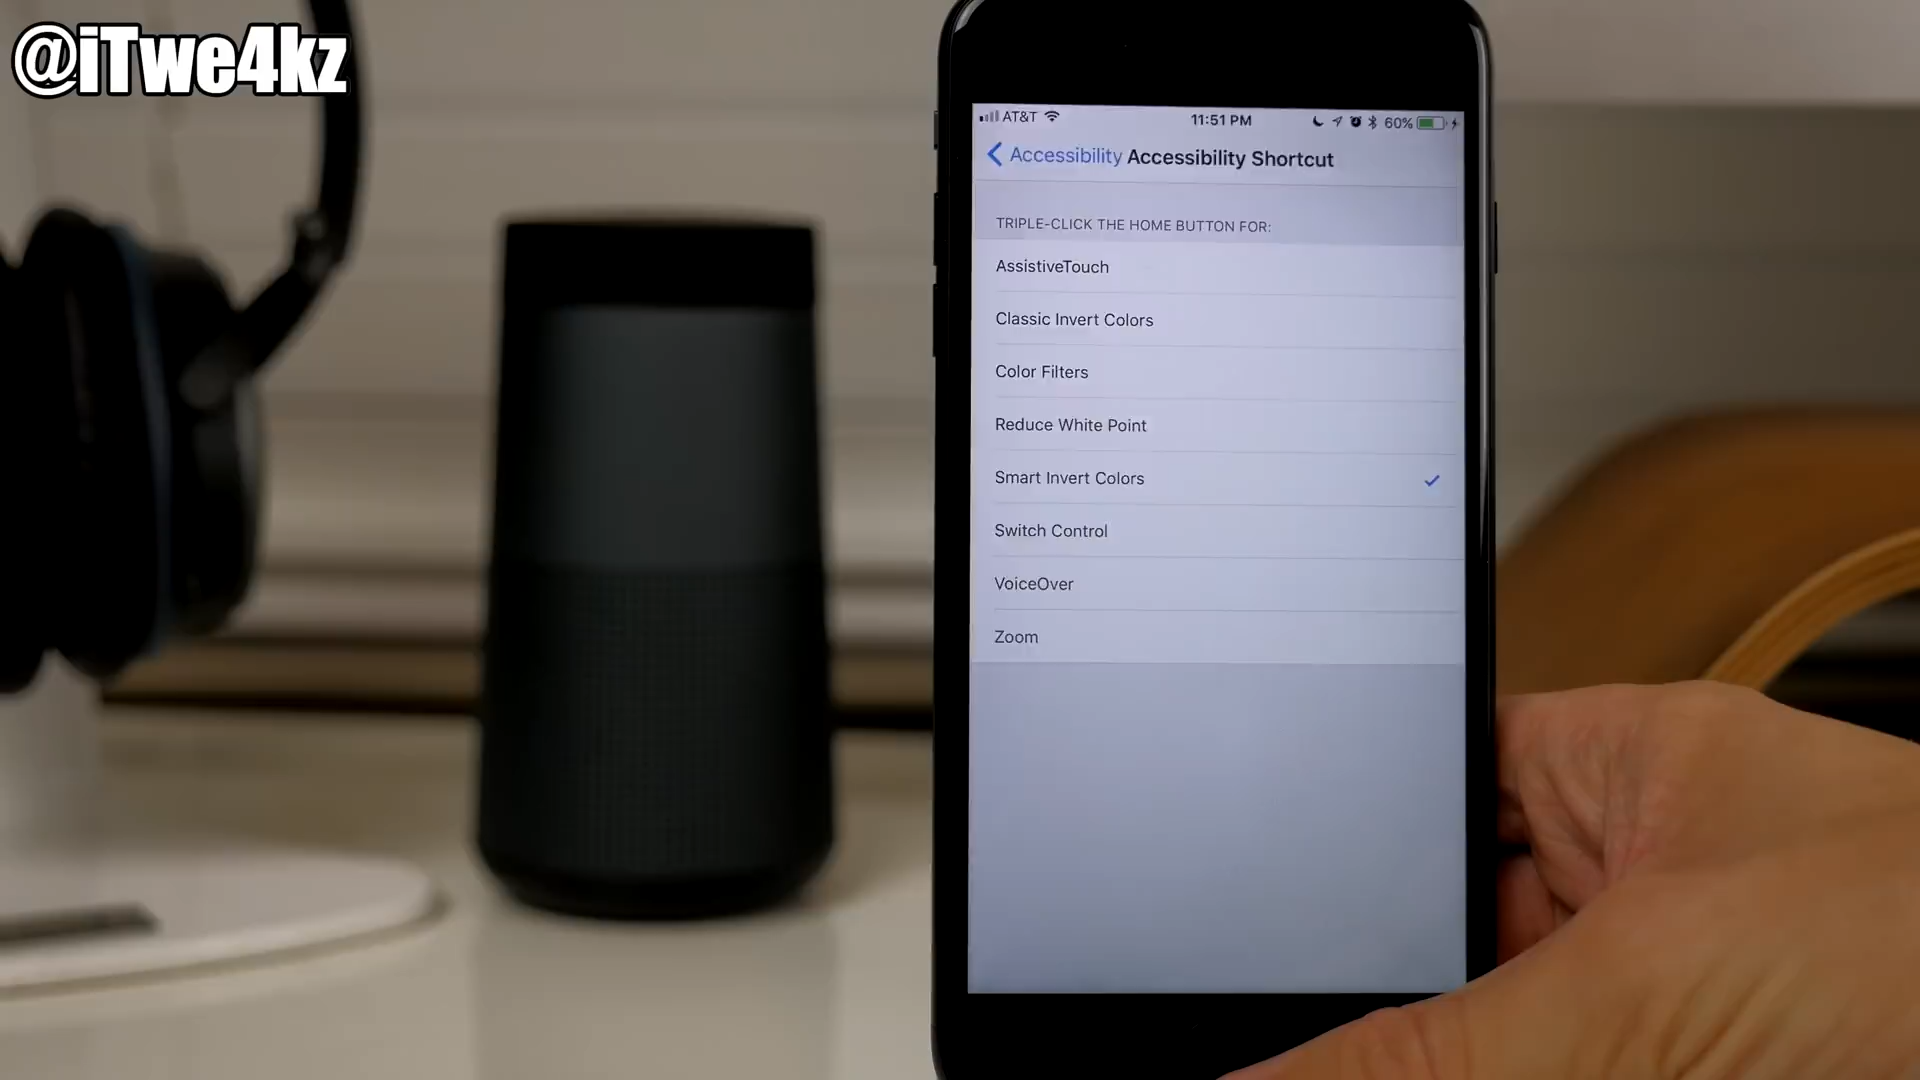 @iTwe4kz
AT&T 11:51 PM 60%
Accessibility Accessibility Shortcut
TRIPLE-CLICK THE HOME BUTTON FOR:
AssistiveTouch
Classic Invert Colors
Color Filters
Reduce White Point
Smart Invert Colors
Switch Control
VoiceOver
Zoom